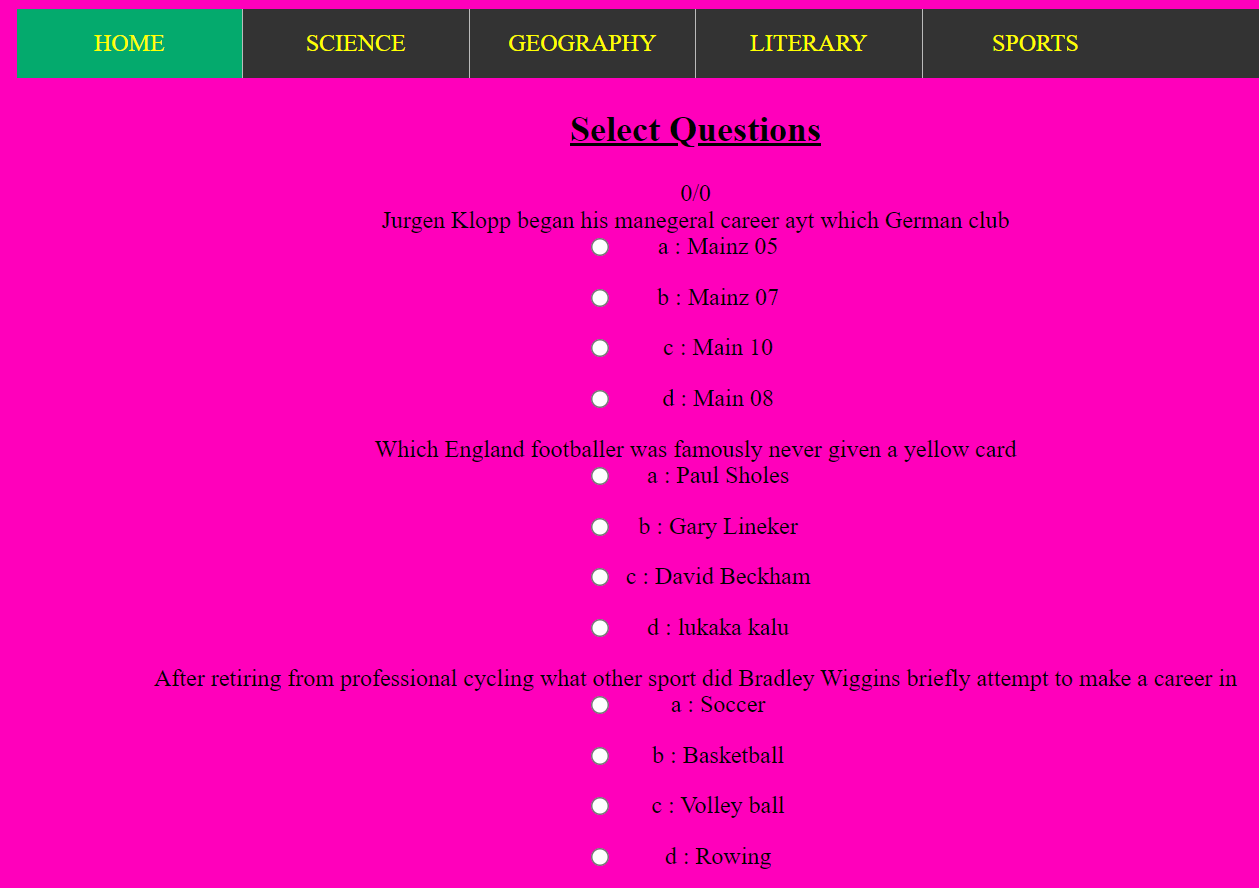 HOME SCIENCE GEOGRAPHY LITERARY SPORTS
Select Questions
0/0
Jurgen Klopp began his manegeral career ayt which German club
a : Mainz 05
b : Mainz 07
c : Main 10
d : Main 08
Which England footballer was famously never given a yellow card
a : Paul Sholes
b : Gary Lineker
c : David Beckham
d : lukaka kalu
After retiring from professional cycling what other sport did Bradley Wiggins briefly attempt to make a career in
a : Soccer
b : Basketball
c : Volley ball
d : Rowing